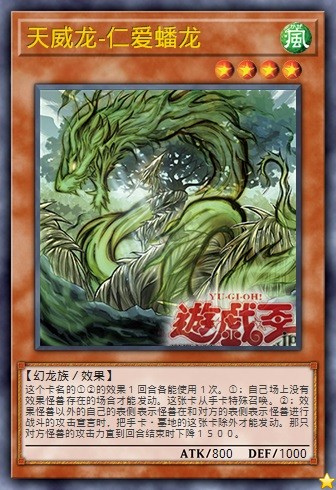 天威龙-仁爱蟠龙
風
YU-GI-OH!
遊戯王
【幻龙族／效果】
这个卡名的①②的效果1回合各能使用1次。①：自己场上没有
效果怪兽存在的场合才能发动。这张卡从手卡特殊召唤。②：效
果怪兽以外的自己的表侧表示怪兽在和对方的表侧表示怪兽进行
战斗的攻击宣言时，把手卡・墓地的这张卡除外才能发动。那只
对方怪兽的攻击力直到回合结束时下降1500。
ATK/800 DEF/1000